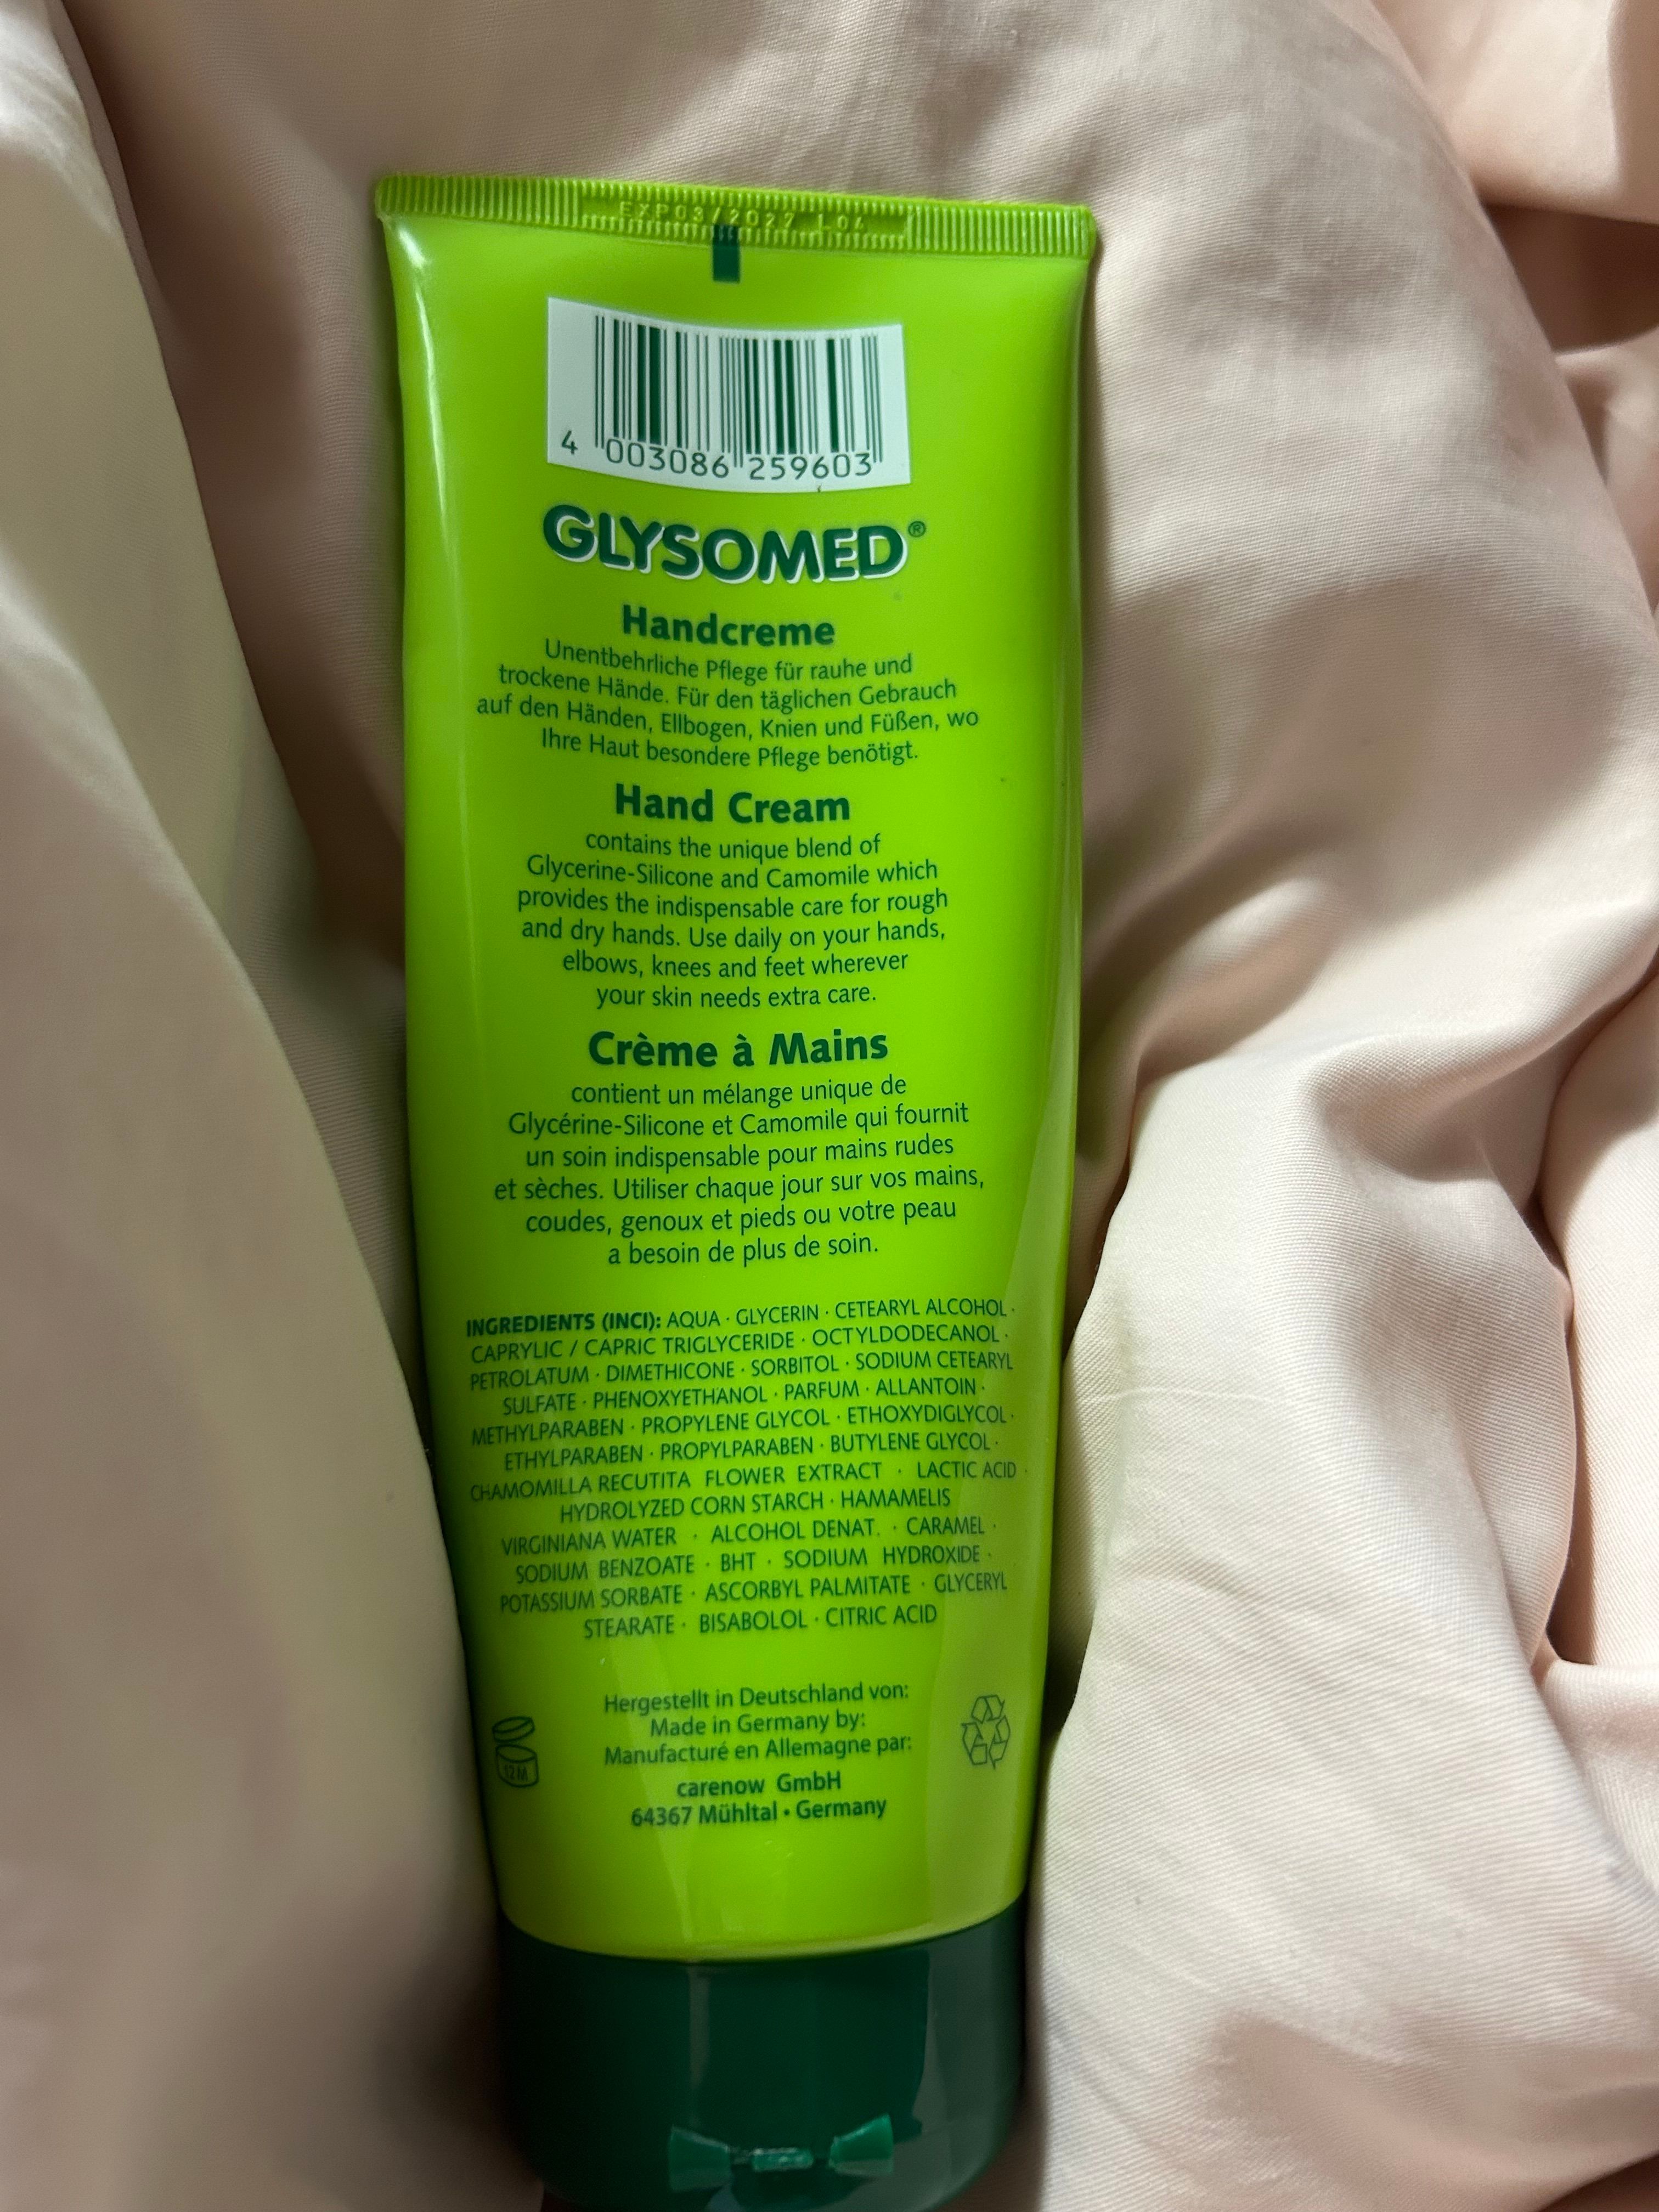 EXP03/2027 L04
4 003086 259603
GLYSOMED®
Handcreme
Unentbehrliche Pflege für rauhe und
trockene Hände. Für den täglichen Gebrauch
auf den Händen, Ellbogen, Knien und Füßen, wo
Ihre Haut besondere Pflege benötigt.
Hand Cream
contains the unique blend of
Glycerine-Silicone and Camomile which
provides the indispensable care for rough
and dry hands. Use daily on your hands,
elbows, knees and feet wherever
your skin needs extra care.
Crème à Mains
contient un mélange unique de
Glycérine-Silicone et Camomile qui fournit
un soin indispensable pour mains rudes
et sèches. Utiliser chaque jour sur vos mains,
coudes, genoux et pieds ou votre peau
a besoin de plus de soin.
INGREDIENTS (INCI): AQUA · GLYCERIN · CETEARYL ALCOHOL ·
CAPRYLIC / CAPRIC TRIGLYCERIDE · OCTYLDODECANOL ·
PETROLATUM · DIMETHICONE · SORBITOL · SODIUM CETEARYL
SULFATE · PHENOXYETHANOL · PARFUM · ALLANTOIN ·
METHYLPARABEN · PROPYLENE GLYCOL · ETHOXYDIGLYCOL ·
ETHYLPARABEN · PROPYLPARABEN · BUTYLENE GLYCOL ·
CHAMOMILLA RECUTITA FLOWER EXTRACT · LACTIC ACID ·
HYDROLYZED CORN STARCH · HAMAMELIS
VIRGINIANA WATER · ALCOHOL DENAT. · CARAMEL ·
SODIUM BENZOATE · BHT · SODIUM HYDROXIDE ·
POTASSIUM SORBATE · ASCORBYL PALMITATE · GLYCERYL
STEARATE · BISABOLOL · CITRIC ACID
Hergestellt in Deutschland von:
Made in Germany by:
Manufacturé en Allemagne par:
12M
carenow GmbH
64367 Mühltal • Germany